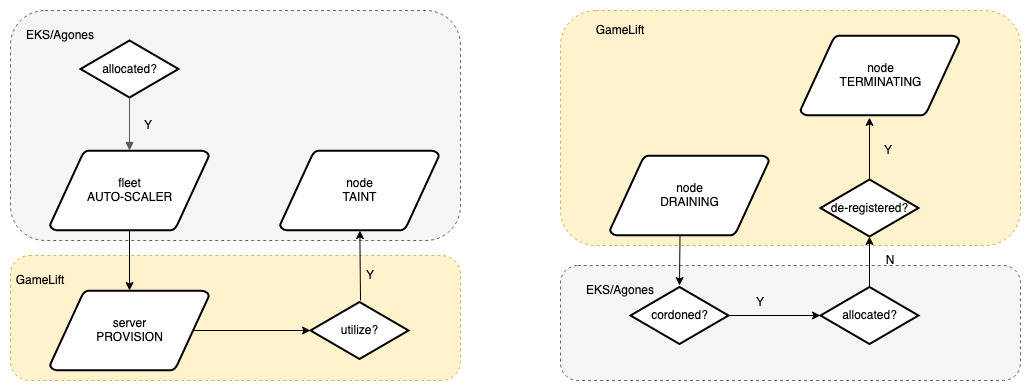 EKS/Agones
allocated?
Y
fleet
AUTO-SCALER
node
TAINT
GameLift
server
PROVISION
utilize?
Y
GameLift
node
TERMINATING
Y
node
DRAINING
de-registered?
N
EKS/Agones
cordoned?
Y
allocated?